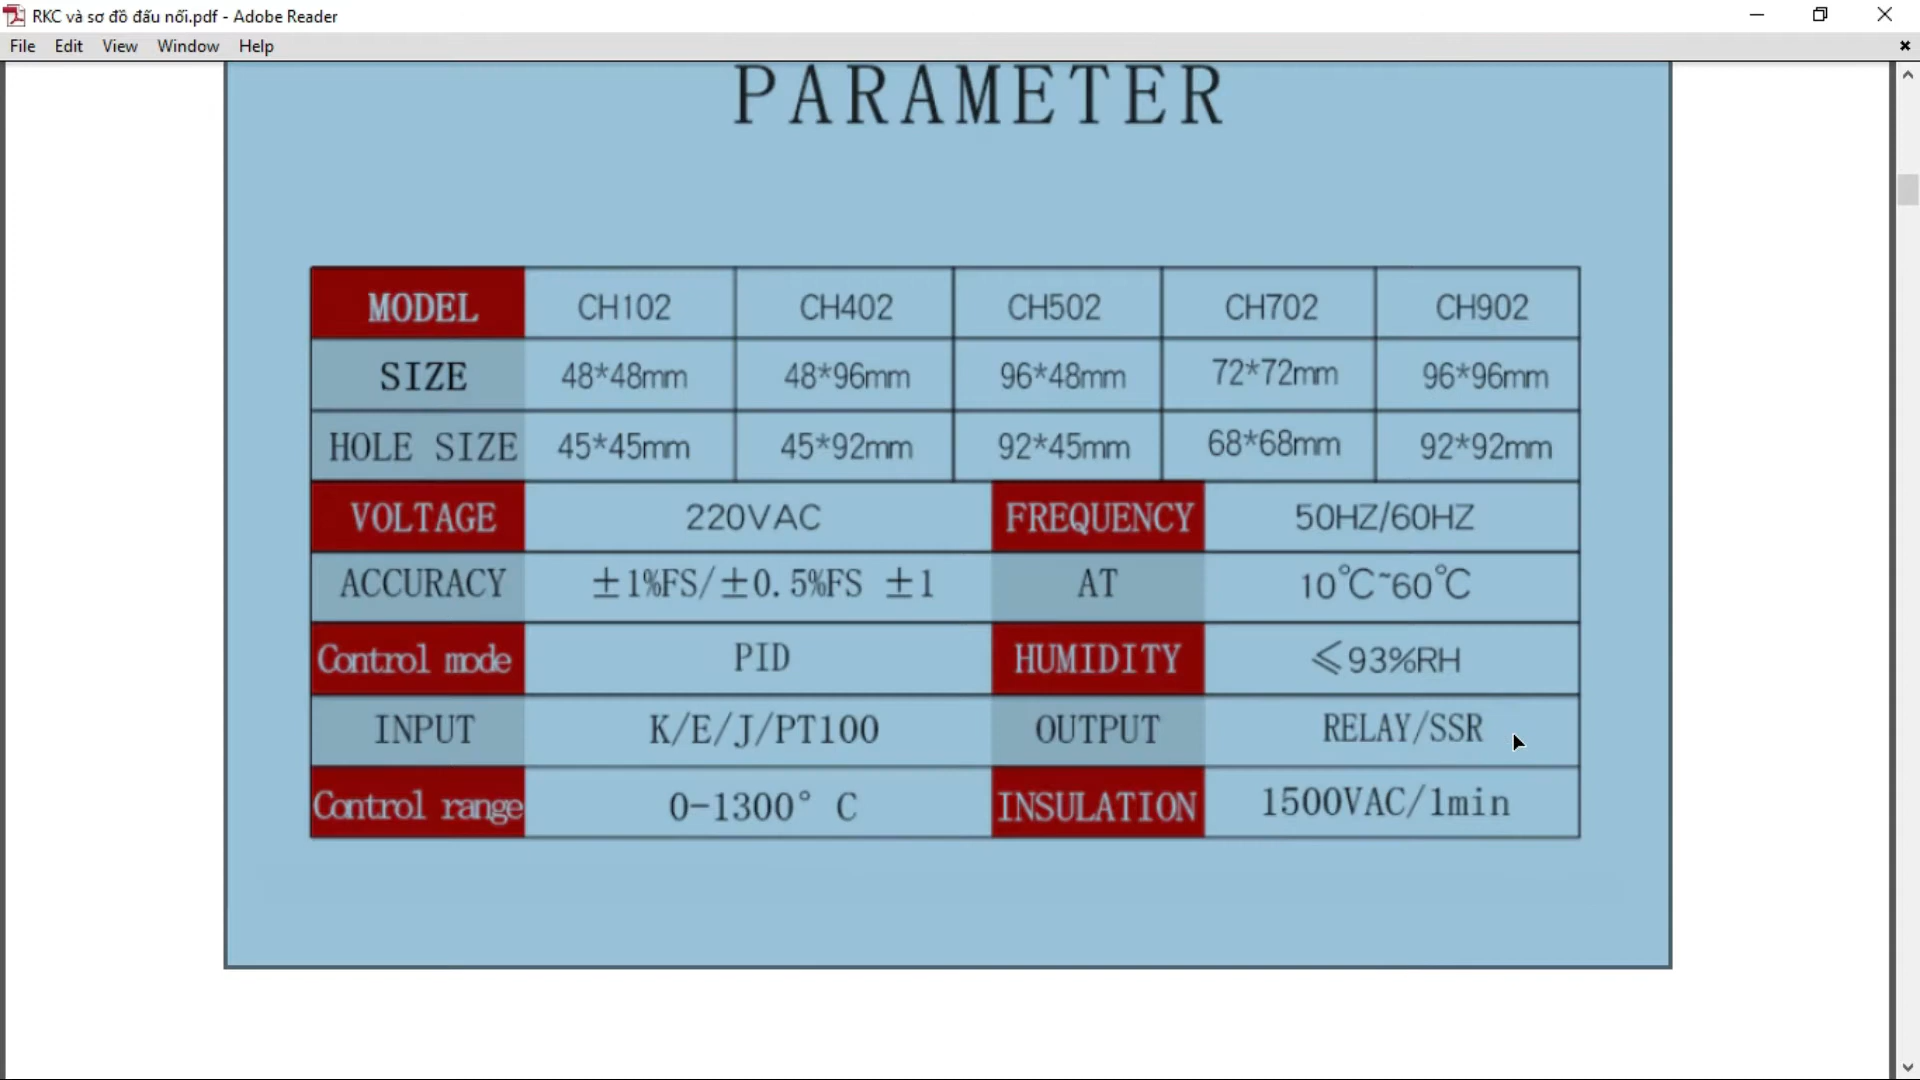 RKC và sơ đồ đấu nối.pdf - Adobe Reader
File Edit View Window Help
PARAMETER
MODEL CH102 CH402 CH502 CH702 CH902
SIZE 48*48mm 48*96mm 96*48mm 72*72mm 96*96mm
HOLE SIZE 45*45mm 45*92mm 92*45mm 68*68mm 92*92mm
VOLTAGE 220VAC FREQUENCY 50HZ/60HZ
ACCURACY ±1%FS/±0.5%FS ±1 AT 10℃~60℃
Control mode PID HUMIDITY ≤93%RH
INPUT K/E/J/PT100 OUTPUT RELAY/SSR
Control range 0-1300° C INSULATION 1500VAC/1min